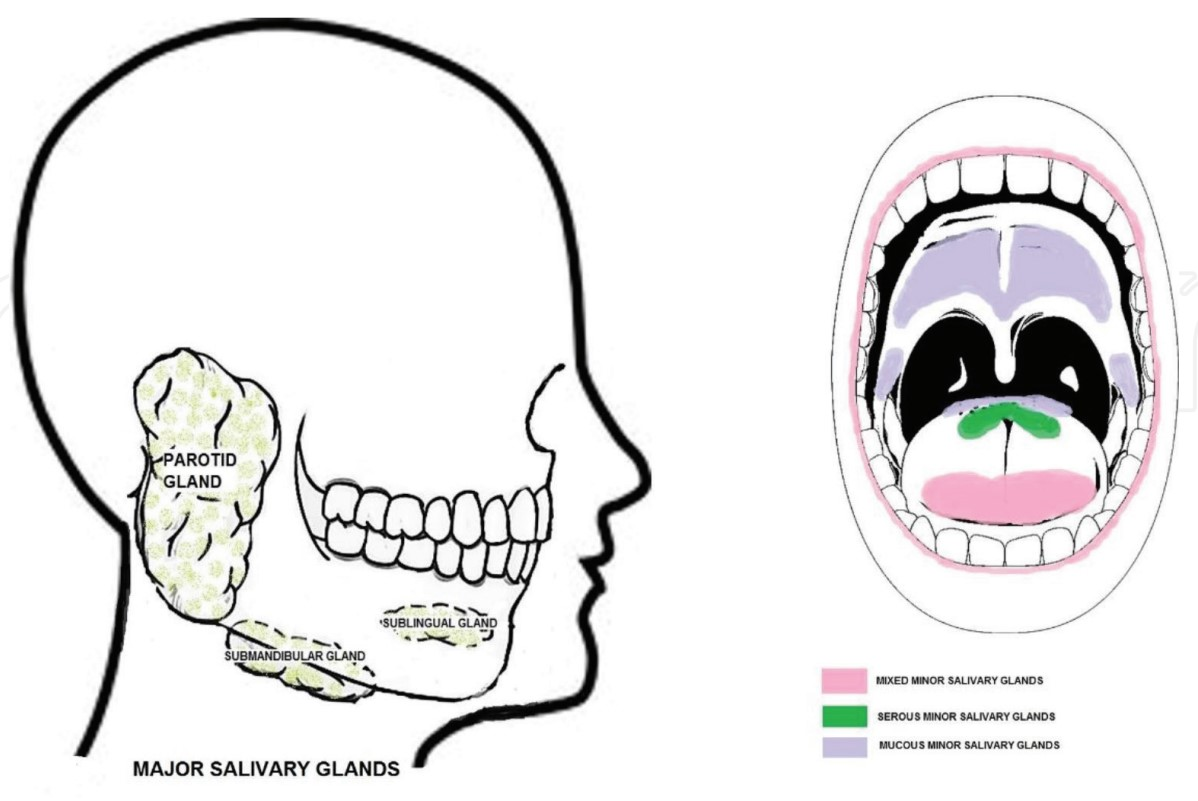 PAROTID
GLAND
SUBLINGUAL GLAND
SUBMANDIBULAR GLAND
MAJOR SALIVARY GLANDS
MIXED MINOR SALIVARY GLANDS
SEROUS MINOR SALIVARY GLANDS
MUCOUS MINOR SALIVARY GLANDS